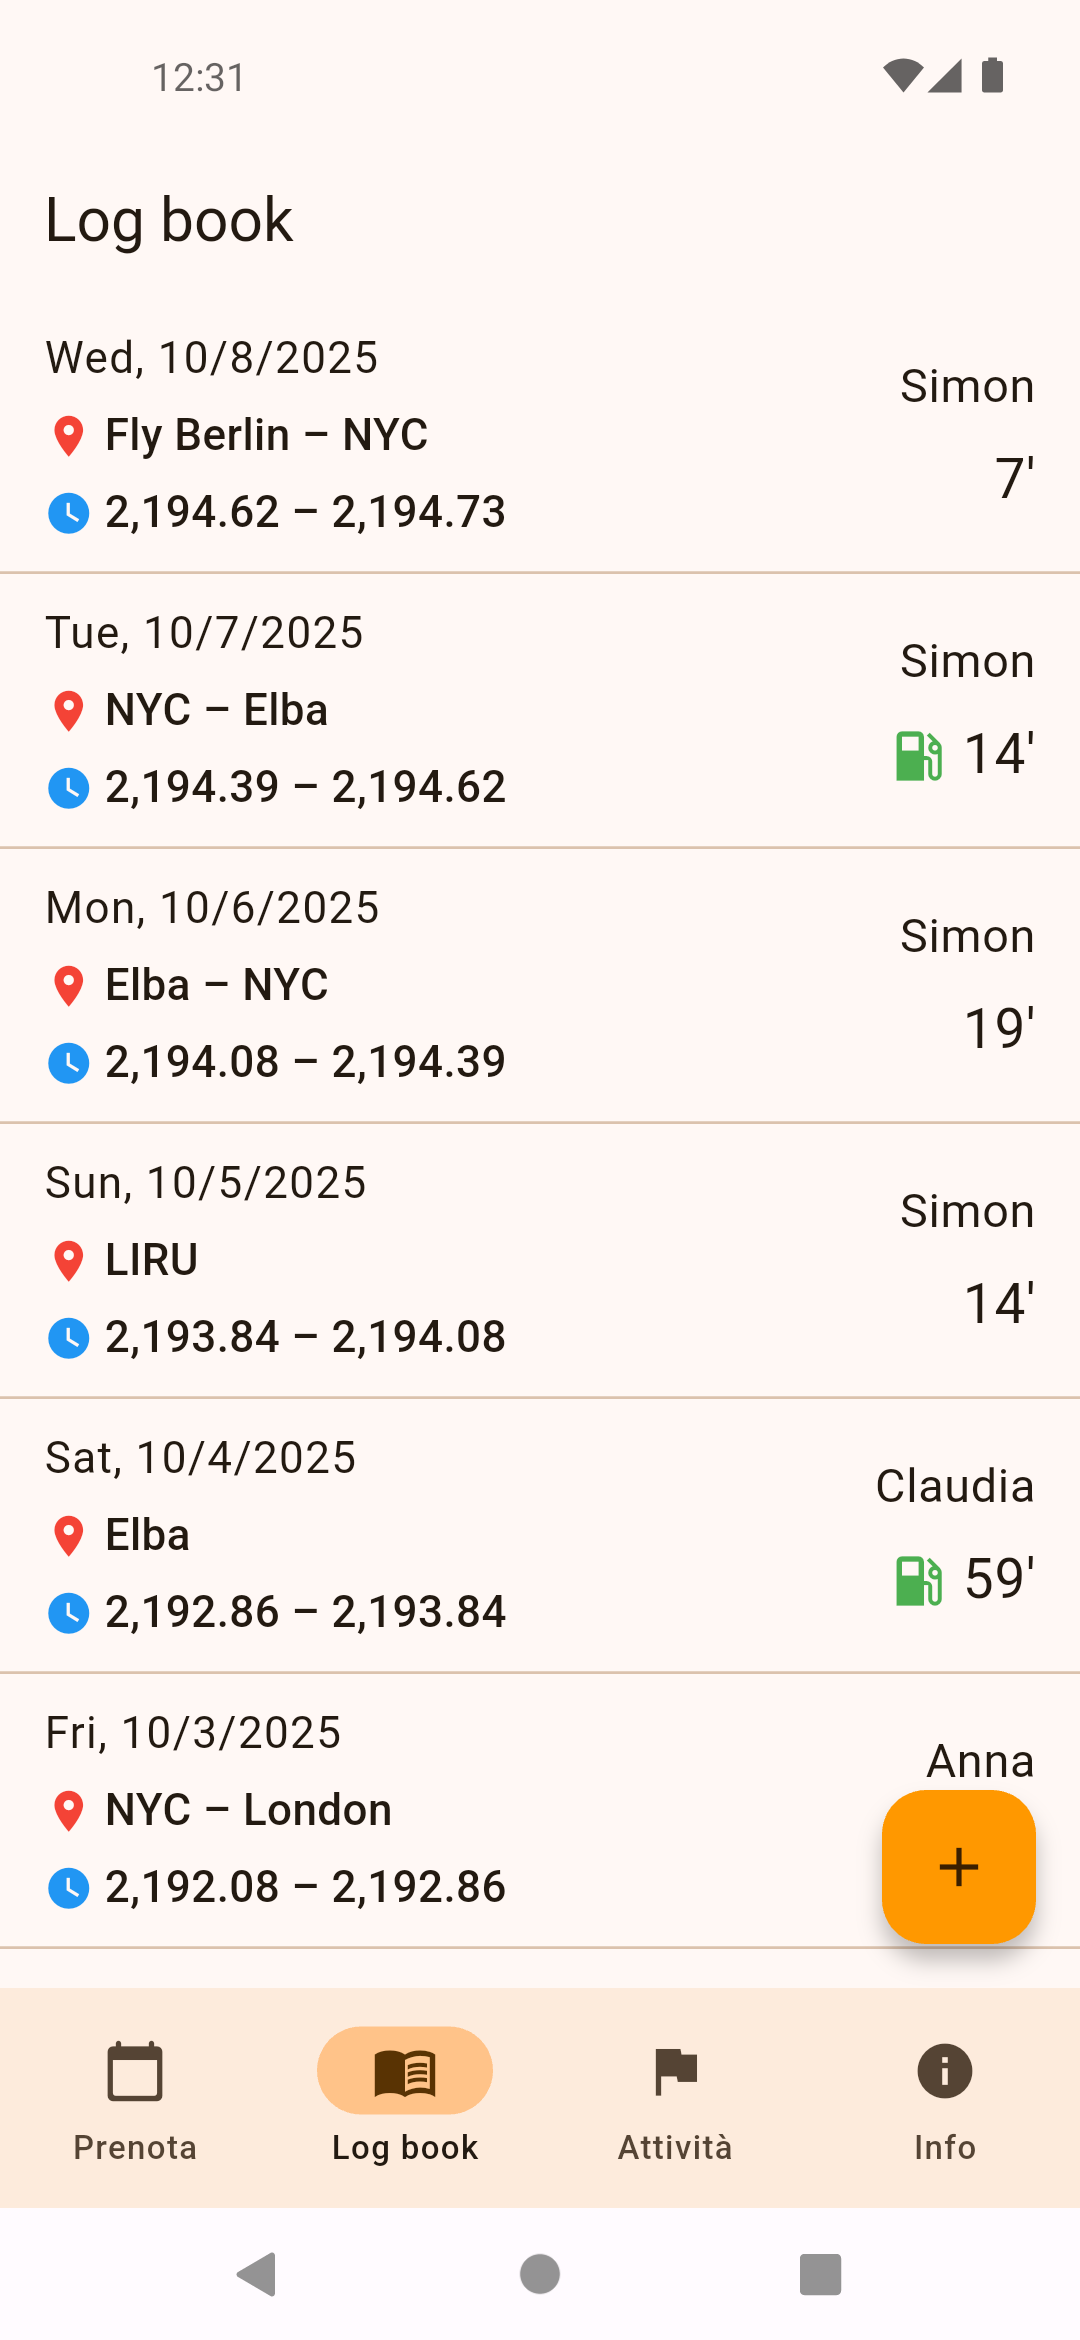 12:31
Log book
Wed, 10/8/2025
Fly Berlin – NYC
2,194.62 – 2,194.73
Simon
7'
Tue, 10/7/2025
NYC – Elba
2,194.39 – 2,194.62
Simon
14'
Mon, 10/6/2025
Elba – NYC
2,194.08 – 2,194.39
Simon
19'
Sun, 10/5/2025
LIRU
2,193.84 – 2,194.08
Simon
14'
Sat, 10/4/2025
Elba
2,192.86 – 2,193.84
Claudia
59'
Fri, 10/3/2025
NYC – London
2,192.08 – 2,192.86
Anna
Prenota
Log book
Attività
Info